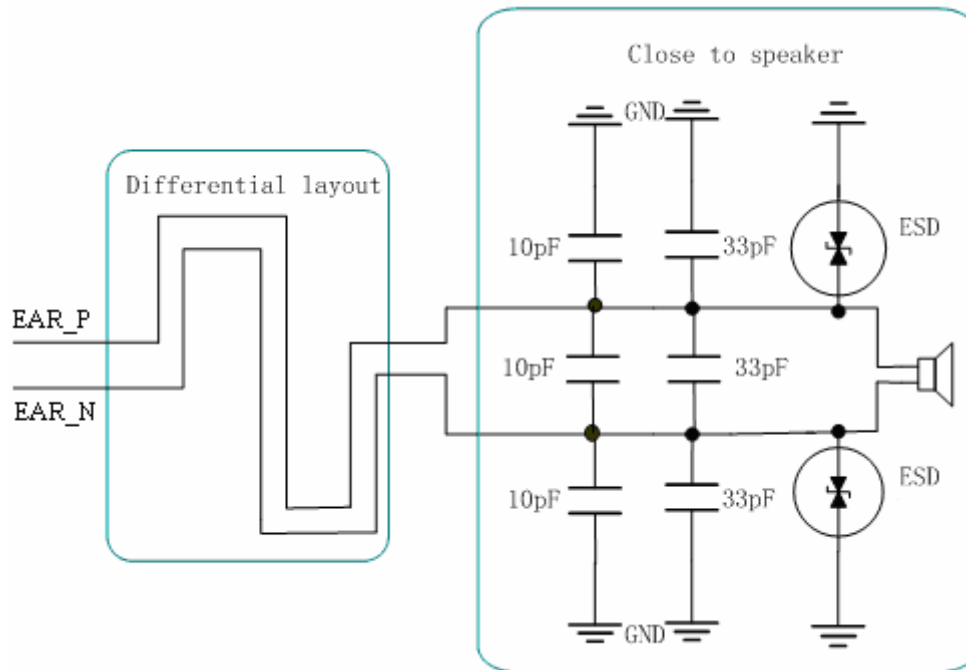 Close to speaker
GND
Differential layout
10pF
33pF
ESD
EAR_P
10pF
33pF
EAR_N
10pF
33pF
ESD
GND